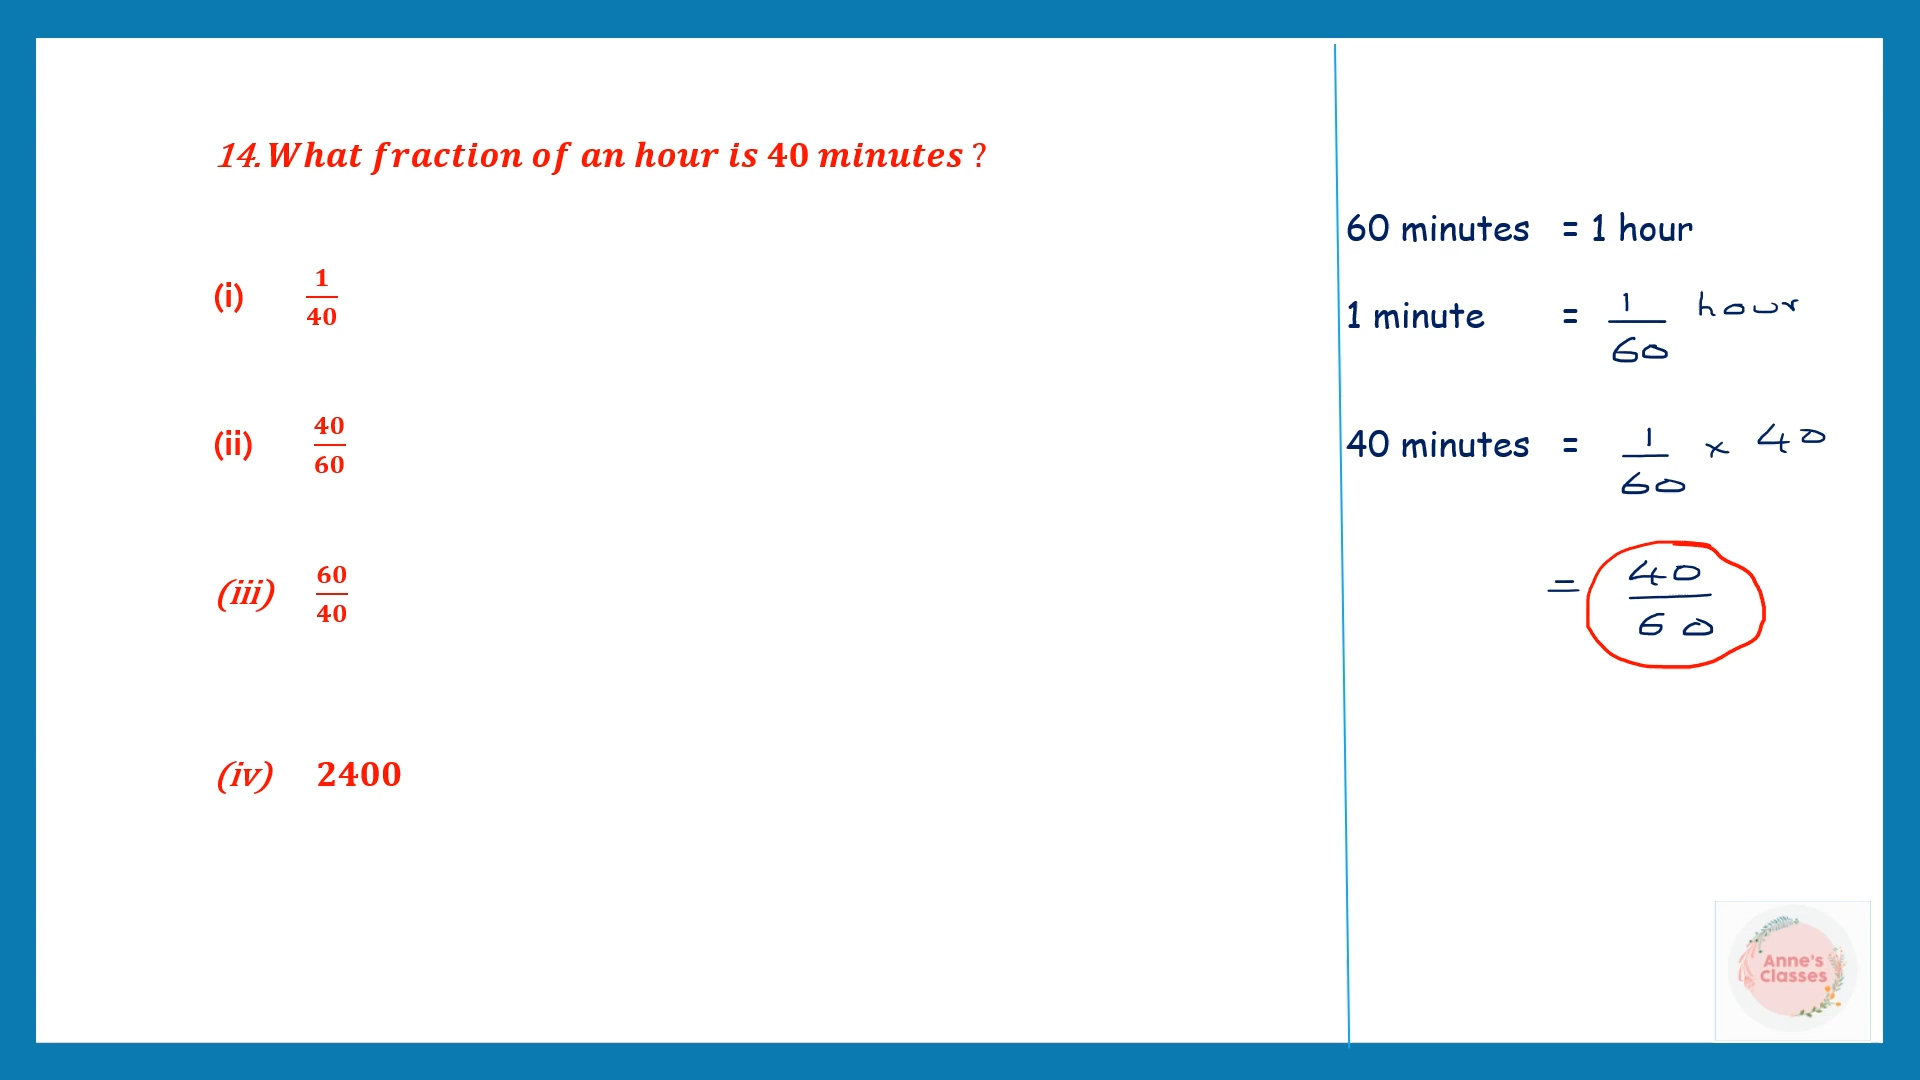 14. What fraction of an hour is 40 minutes ?
(i) 1/40
(ii) 40/60
(iii) 60/40
(iv) 2400
60 minutes = 1 hour
1 minute = 1/60 hour
40 minutes = 1/60 × 40
= 40/60
Anne's
Classes